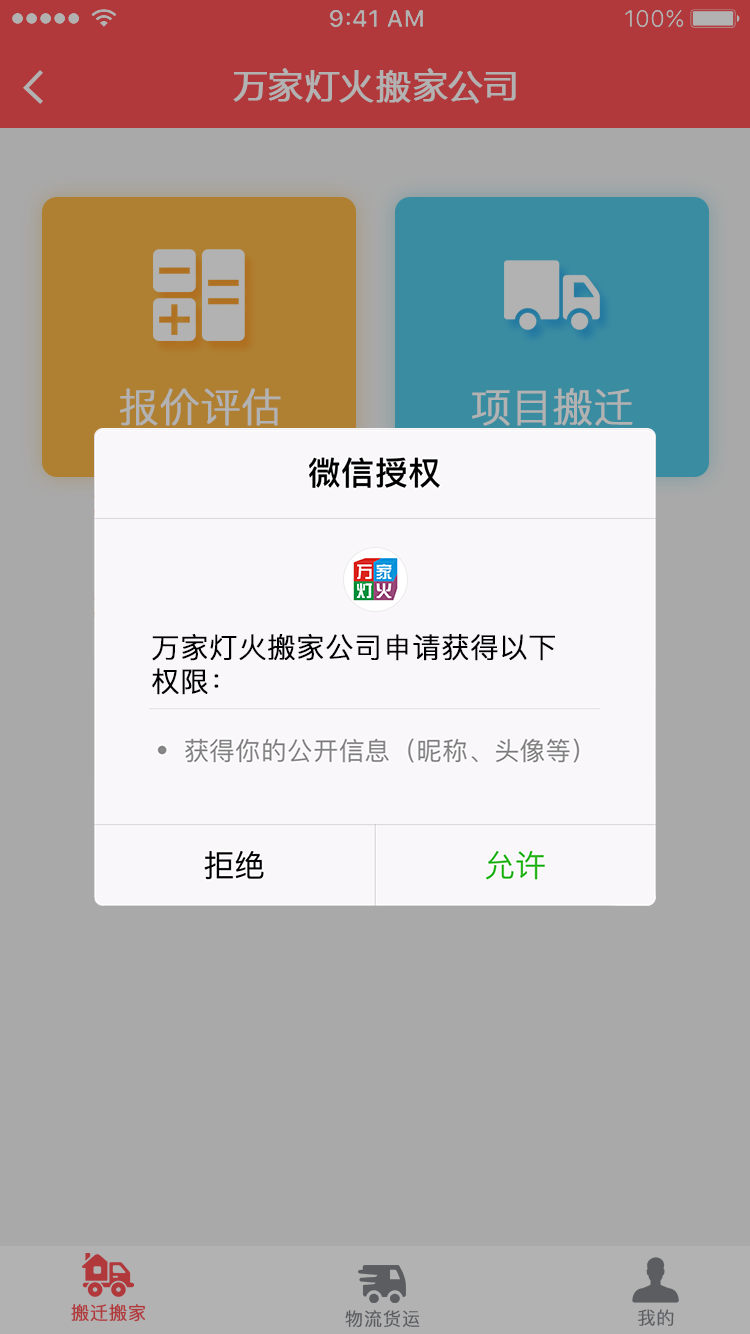 9:41 AM
100%
万家灯火搬家公司
报价评估
项目搬迁
微信授权
万家
灯火
万家灯火搬家公司申请获得以下
权限：
• 获得你的公开信息（昵称、头像等）
拒绝
允许
搬迁搬家
物流货运
我的